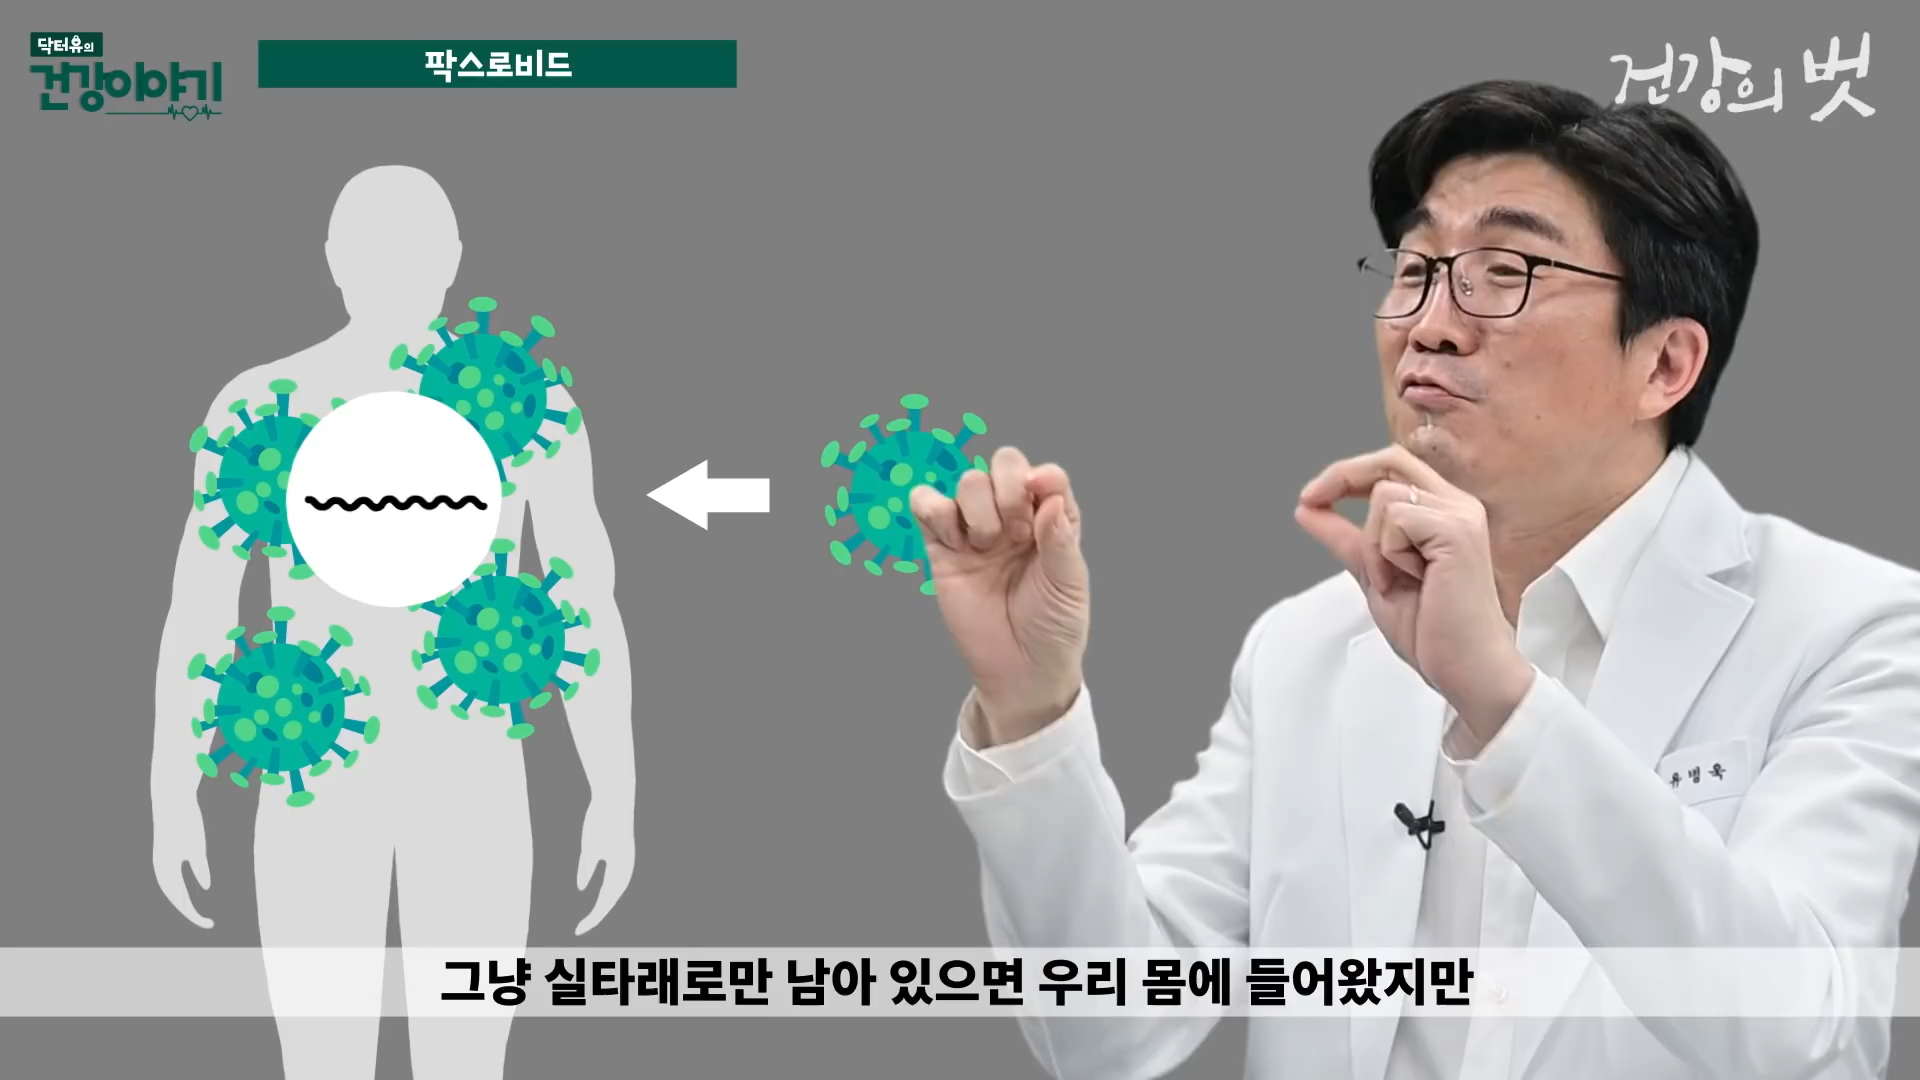 닥터유의
건강이야기
팍스로비드
건강의 벗
유병욱
그냥 실타래로만 남아 있으면 우리 몸에 들어왔지만